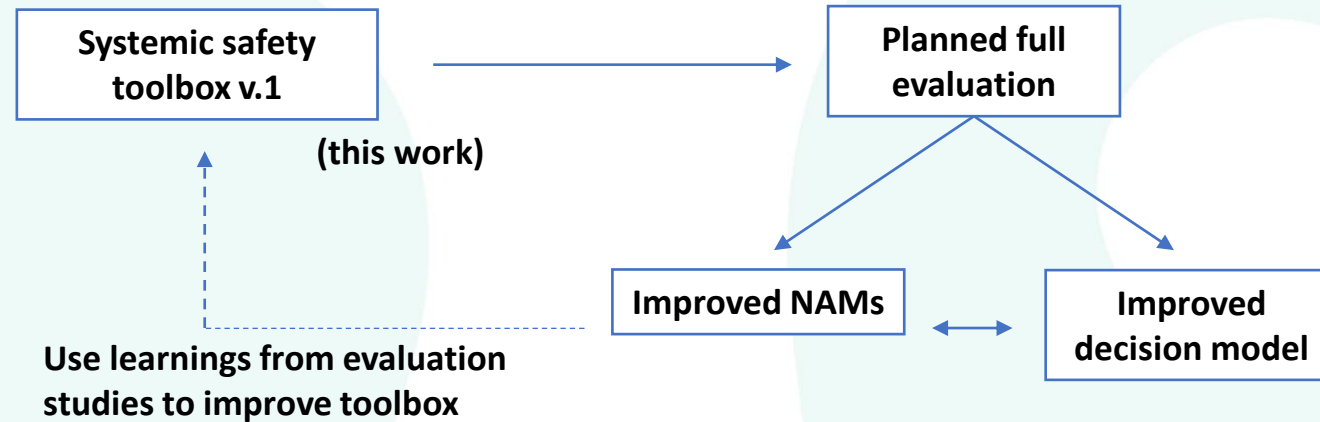 Systemic safety
toolbox v.1
Planned full
evaluation
(this work)
Improved NAMs
Improved
decision model
Use learnings from evaluation
studies to improve toolbox